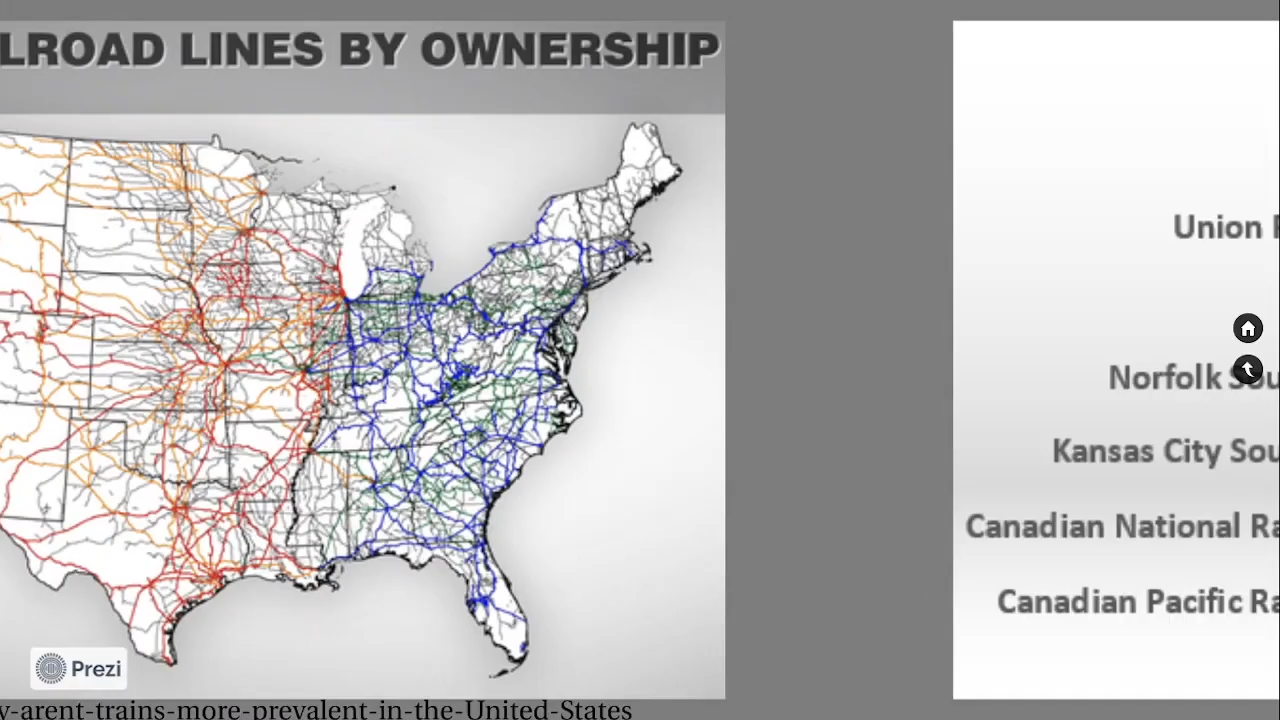 LROAD LINES BY OWNERSHIP
Union
Norfolk
Kansas City Sou
Canadian National Ra
Canadian Pacific Ra
Prezi
y-arent-trains-more-prevalent-in-the-United-States